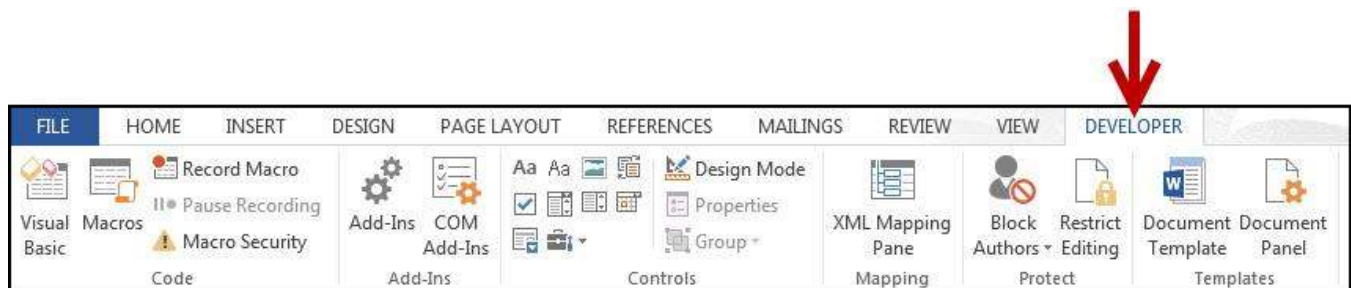 FILE HOME INSERT DESIGN PAGE LAYOUT REFERENCES MAILINGS REVIEW VIEW DEVELOPER
Visual Basic
Macros
Record Macro
Pause Recording
Macro Security
Code
Add-Ins
COM Add-Ins
Add-Ins
Aa Aa
Design Mode
Properties
Group
Controls
XML Mapping Pane
Mapping
Block Authors
Restrict Editing
Protect
W
Document Template
Document Panel
Templates